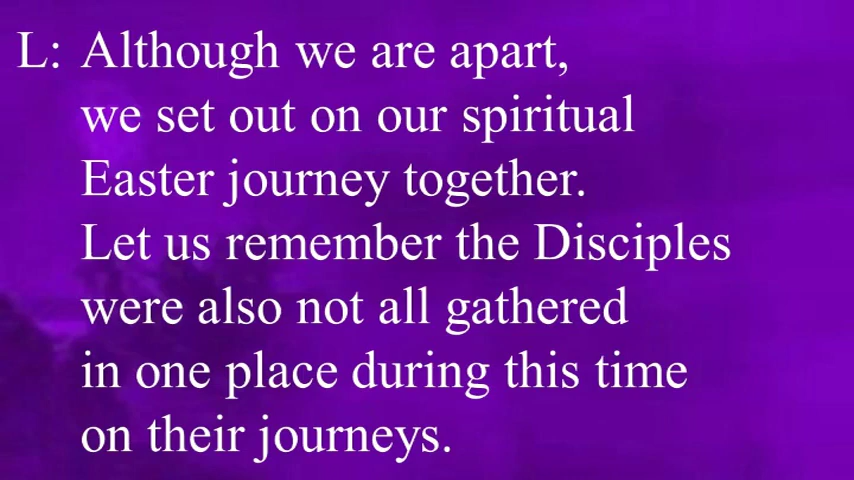 L: Although we are apart,
we set out on our spiritual
Easter journey together.
Let us remember the Disciples
were also not all gathered
in one place during this time
on their journeys.